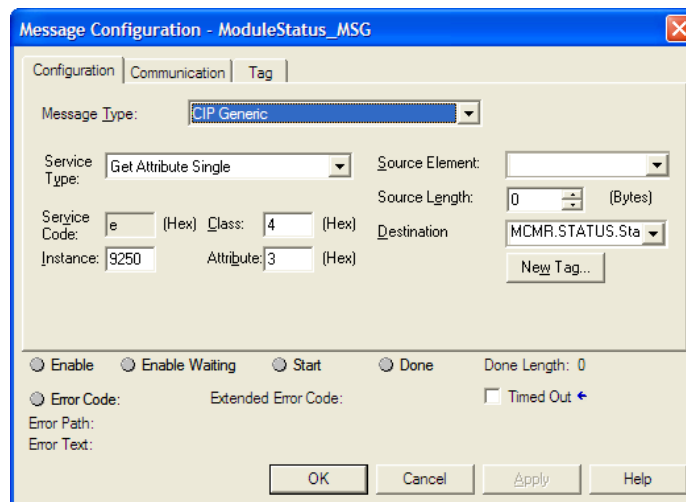 Message Configuration - ModuleStatus_MSG
Configuration Communication Tag
Message Type: CIP Generic
Service Type: Get Attribute Single Source Element:
Source Length: 0 (Bytes)
Service Code: e (Hex) Class: 4 (Hex) Destination MCMR.STATUS.Sta
Instance: 9250 Attribute: 3 (Hex)
New Tag...
Enable Enable Waiting Start Done Done Length: 0
Error Code: Extended Error Code: Timed Out
Error Path:
Error Text:
OK Cancel Apply Help